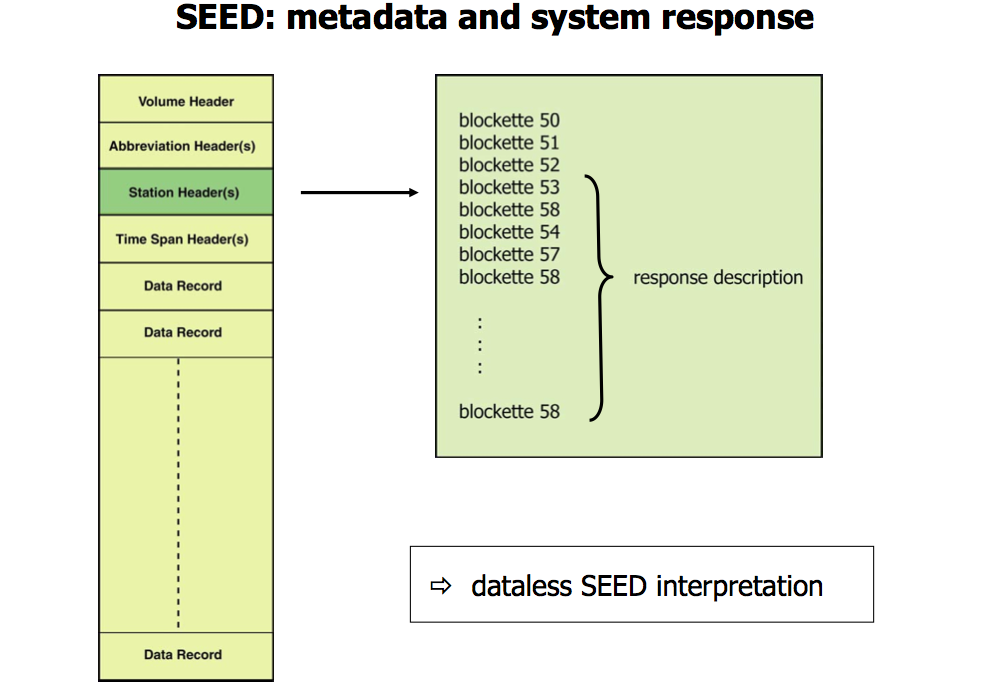 SEED: metadata and system response
Volume Header
Abbreviation Header(s)
Station Header(s)
Time Span Header(s)
Data Record
Data Record
Data Record
blockette 50
blockette 51
blockette 52
blockette 53
blockette 58
blockette 54
blockette 57
blockette 58
:
:
:
blockette 58
response description
⇨ dataless SEED interpretation